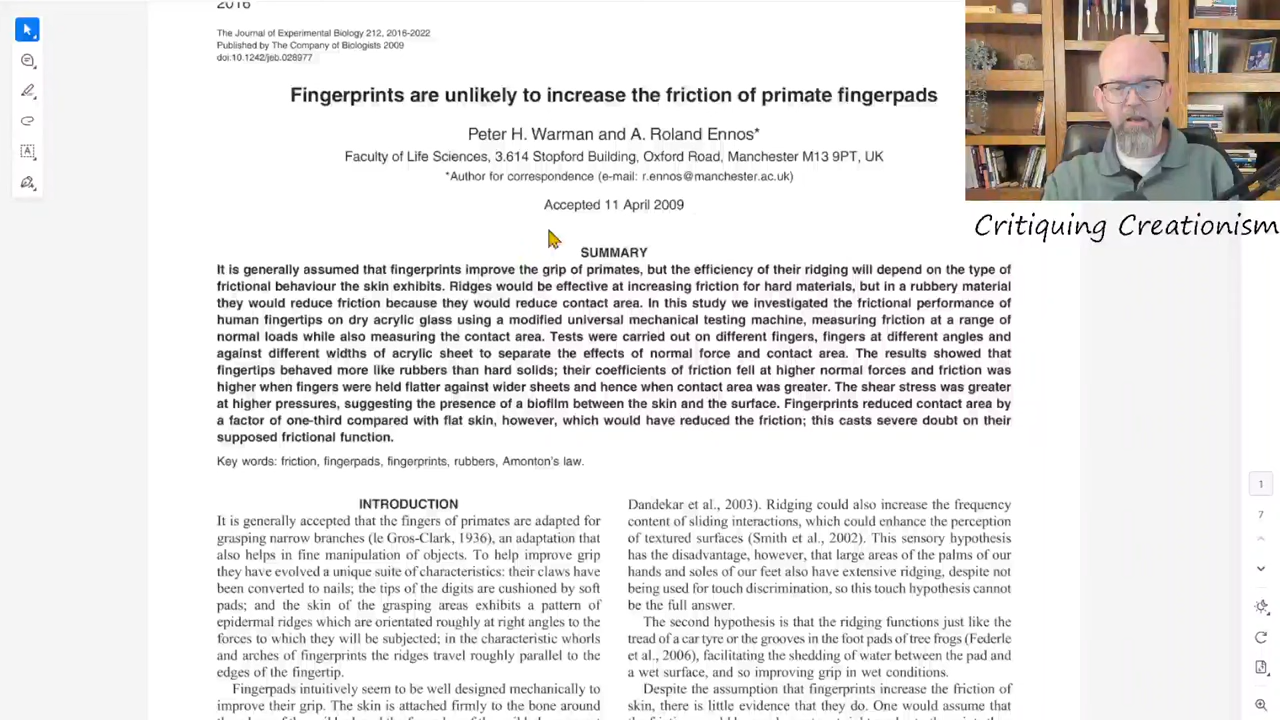 2016
The Journal of Experimental Biology 212, 2016-2022
Published by The Company of Biologists 2009
doi:10.1242/jeb.028977
Fingerprints are unlikely to increase the friction of primate fingerpads
Peter H. Warman and A. Roland Ennos*
Faculty of Life Sciences, 3.614 Stopford Building, Oxford Road, Manchester M13 9PT, UK
*Author for correspondence (e-mail: r.ennos@manchester.ac.uk)
Accepted 11 April 2009
Critiquing Creationism
SUMMARY
It is generally assumed that fingerprints improve the grip of primates, but the efficiency of their ridging will depend on the type of
frictional behaviour the skin exhibits. Ridges would be effective at increasing friction for hard materials, but in a rubbery material
they would reduce friction because they would reduce contact area. In this study we investigated the frictional performance of
human fingertips on dry acrylic glass using a modified universal mechanical testing machine, measuring friction at a range of
normal loads while also measuring the contact area. Tests were carried out on different fingers, fingers at different angles and
against different widths of acrylic sheet to separate the effects of normal force and contact area. The results showed that
fingertips behaved more like rubbers than hard solids; their coefficients of friction fell at higher normal forces and friction was
higher when fingers were held flatter against wider sheets and hence when contact area was greater. The shear stress was greater
at higher pressures, suggesting the presence of a biofilm between the skin and the surface. Fingerprints reduced contact area by
a factor of one-third compared with flat skin, however, which would have reduced the friction; this casts severe doubt on their
supposed frictional function.
Key words: friction, fingerpads, fingerprints, rubbers, Amonton's law.
INTRODUCTION
It is generally accepted that the fingers of primates are adapted for
grasping narrow branches (le Gros-Clark, 1936), an adaptation that
also helps in fine manipulation of objects. To help improve grip
they have evolved a unique suite of characteristics: their claws have
been converted to nails; the tips of the digits are cushioned by soft
pads; and the skin of the grasping areas exhibits a pattern of
epidermal ridges which are orientated roughly at right angles to the
forces to which they will be subjected; in the characteristic whorls
and arches of fingerprints the ridges travel roughly parallel to the
edges of the fingertip.
Fingerpads intuitively seem to be well designed mechanically to
improve their grip. The skin is attached firmly to the bone around
Dandekar et al., 2003). Ridging could also increase the frequency
content of sliding interactions, which could enhance the perception
of textured surfaces (Smith et al., 2002). This sensory hypothesis
has the disadvantage, however, that large areas of the palms of our
hands and soles of our feet also have extensive ridging, despite not
being used for touch discrimination, so this touch hypothesis cannot
be the full answer.
The second hypothesis is that the ridging functions just like the
tread of a car tyre or the grooves in the foot pads of tree frogs (Federle
et al., 2006), facilitating the shedding of water between the pad and
a wet surface, and so improving grip in wet conditions.
Despite the assumption that fingerprints increase the friction of
skin, there is little evidence that they do. One would assume that
1
7